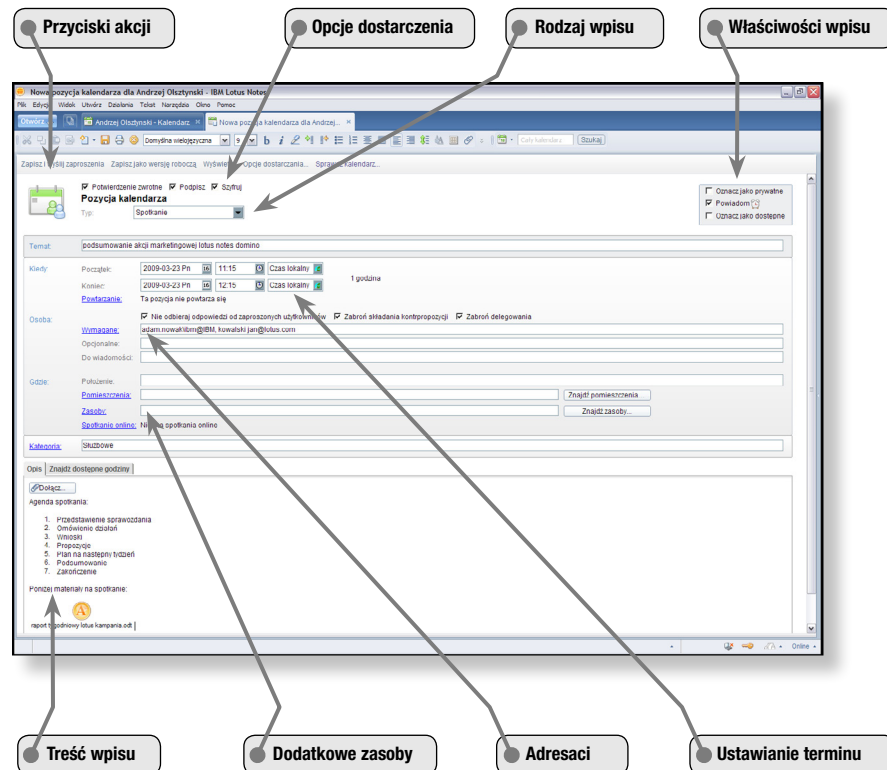 Przyciski akcji Opcje dostarczenia Rodzaj wpisu Właściwości wpisu
Nowa pozycja kalendarza dla Andrzej Olsztynski - IBM Lotus Notes
Plik Edycja Widok Utwórz Działania Tekst Narzędzia Okno Pomoc
Otwórz Andrzej Olsztynski - Kalendarz Nowa pozycja kalendarza dla Andrzej...
Domyślna wielojęzyczna 9 b i Cały kalendarz Szukaj
Zapisz i wyślij zaproszenia Zapisz jako wersję roboczą Opcje dostarczania... Sprawdź kalendarz...
Potwierdzenie zwrotne Podpisz Szyfruj
Oznacz jako prywatne
Pozycja kalendarza
Powiadom
Typ: Spotkanie
Oznacz jako dostępne
Temat: podsumowanie akcji marketingowej lotus notes domino
Kiedy: Początek: 2009-03-23 Pn 16 11:15 Czas lokalny
1 godzina
Koniec: 2009-03-23 Pn 16 12:15 Czas lokalny
Powtarzanie: Ta pozycja nie powtarza się
Osoba: Nie odbieraj odpowiedzi od zaproszonych użytkowników Zabroń składania kontrpropozycji Zabroń delegowania
Wymagane: adam.nowak\ibm@IBM, kowalski jan@lotus.com
Opcjonalne:
Do wiadomości:
Gdzie: Położenie:
Pomieszczenia: Znajdź pomieszczenia...
Zasoby: Znajdź zasoby...
Spotkanie online: spotkania online
Kategoria: Służbowe
Opis Znajdź dostępne godziny
Dołącz...
Agenda spotkania:
1. Przedstawienie sprawozdania
2. Omówienie działań
3. Wnioski
4. Propozycje
5. Plan na następny tydzień
6. Podsumowanie
7. Zakończenie
Poniżej materiały na spotkanie:
raport tygodniowy lotus kampania.odt
Online
Treść wpisu Dodatkowe zasoby Adresaci Ustawianie terminu